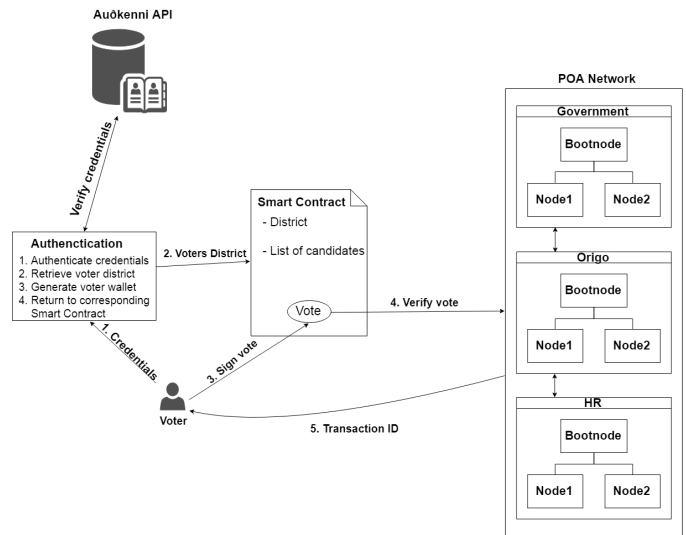 Auðkenni API
Verify credentials
Authenctication
1. Authenticate credentials
2. Retrieve voter district
3. Generate voter wallet
4. Return to corresponding
Smart Contract
2. Voters District
Smart Contract
- District
- List of candidates
Vote
1. Credentials
3. Sign vote
4. Verify vote
Voter
5. Transaction ID
POA Network
Government
Bootnode
Node1
Node2
Origo
Bootnode
Node1
Node2
HR
Bootnode
Node1
Node2